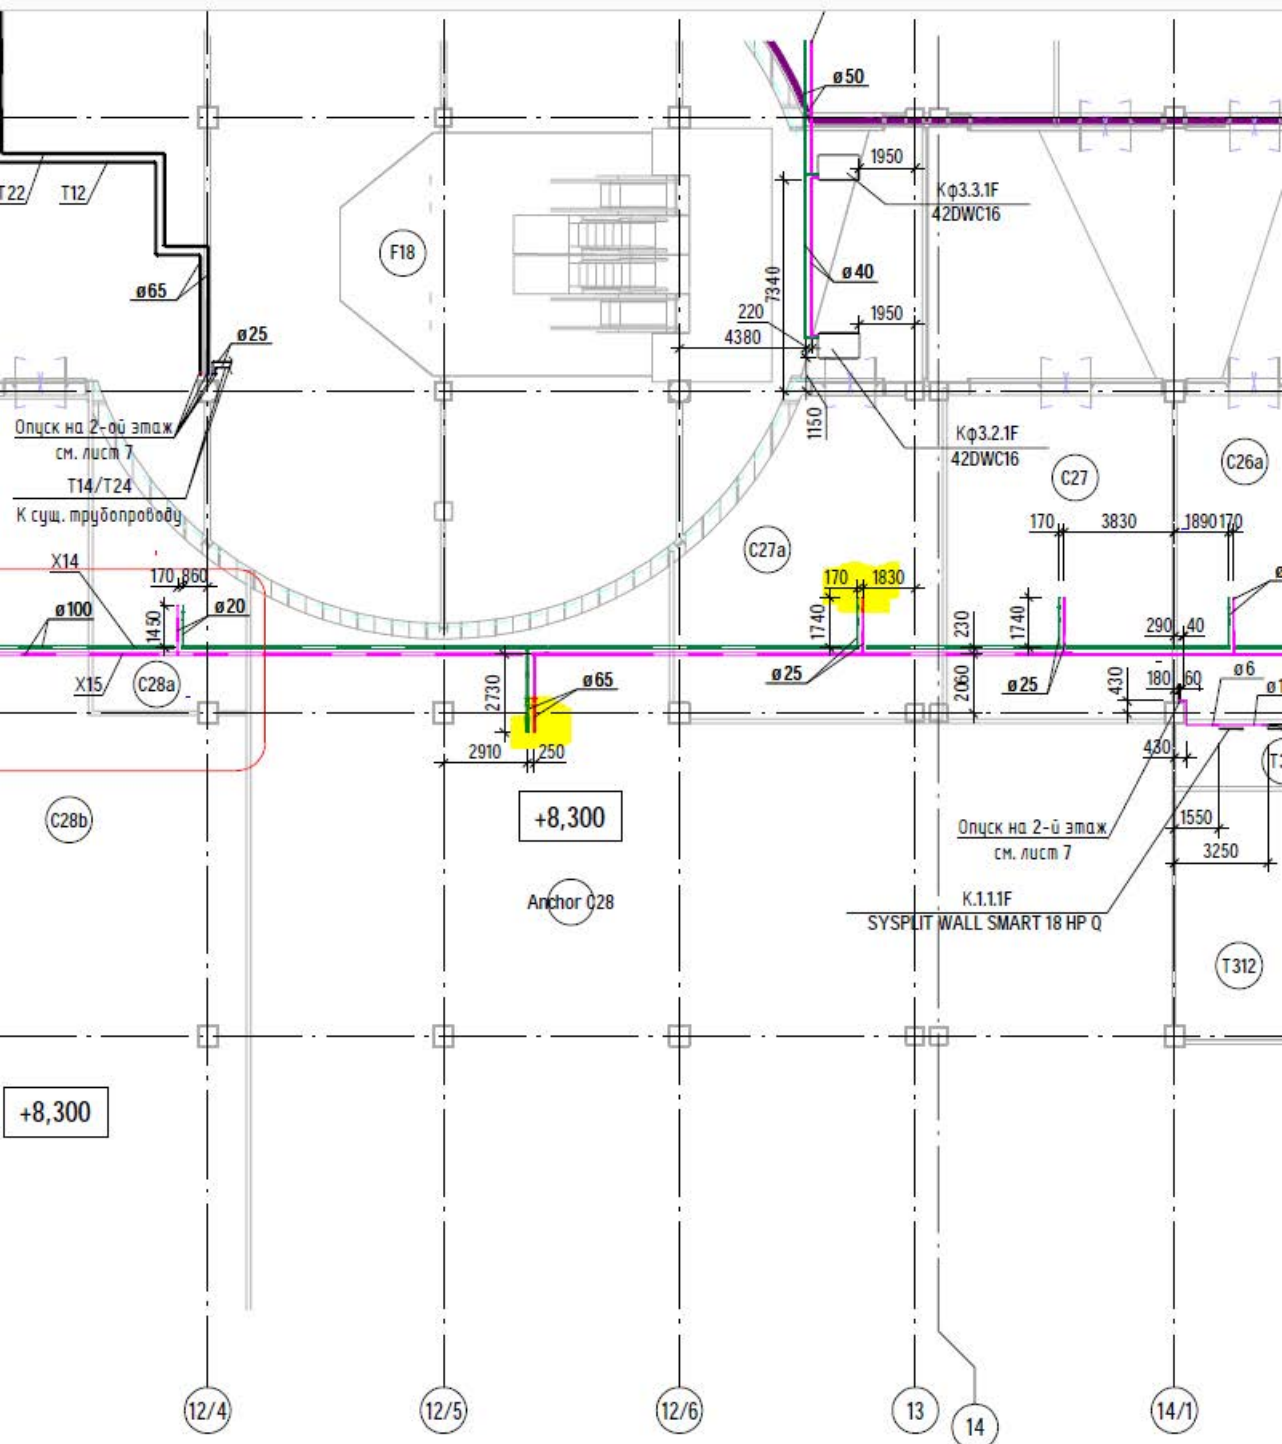 ø50
1950
T22
T12
Кф3.3.1F
42DWC16
F18
ø65
ø40
7340
220
1950
4380
ø25
1150
Опуск на 2-ой этаж
см. лист 7
Кф3.2.1F
42DWC16
T14/T24
К сущ. трубопроводу
C27
C26a
170
3830
1890
170
X14
C27a
170
860
170
1830
ø100
1450
ø20
1740
230
1740
290
40
X15
C28a
ø25
2060
ø25
430
180
60
ø6
2730
ø65
2910
250
430
C28b
+8,300
Опуск на 2-й этаж
см. лист 7
1550
3250
Anchor C28
K.1.1.1F
SYSPLIT WALL SMART 18 HP Q
T312
+8,300
12/4
12/5
12/6
13
14
14/1